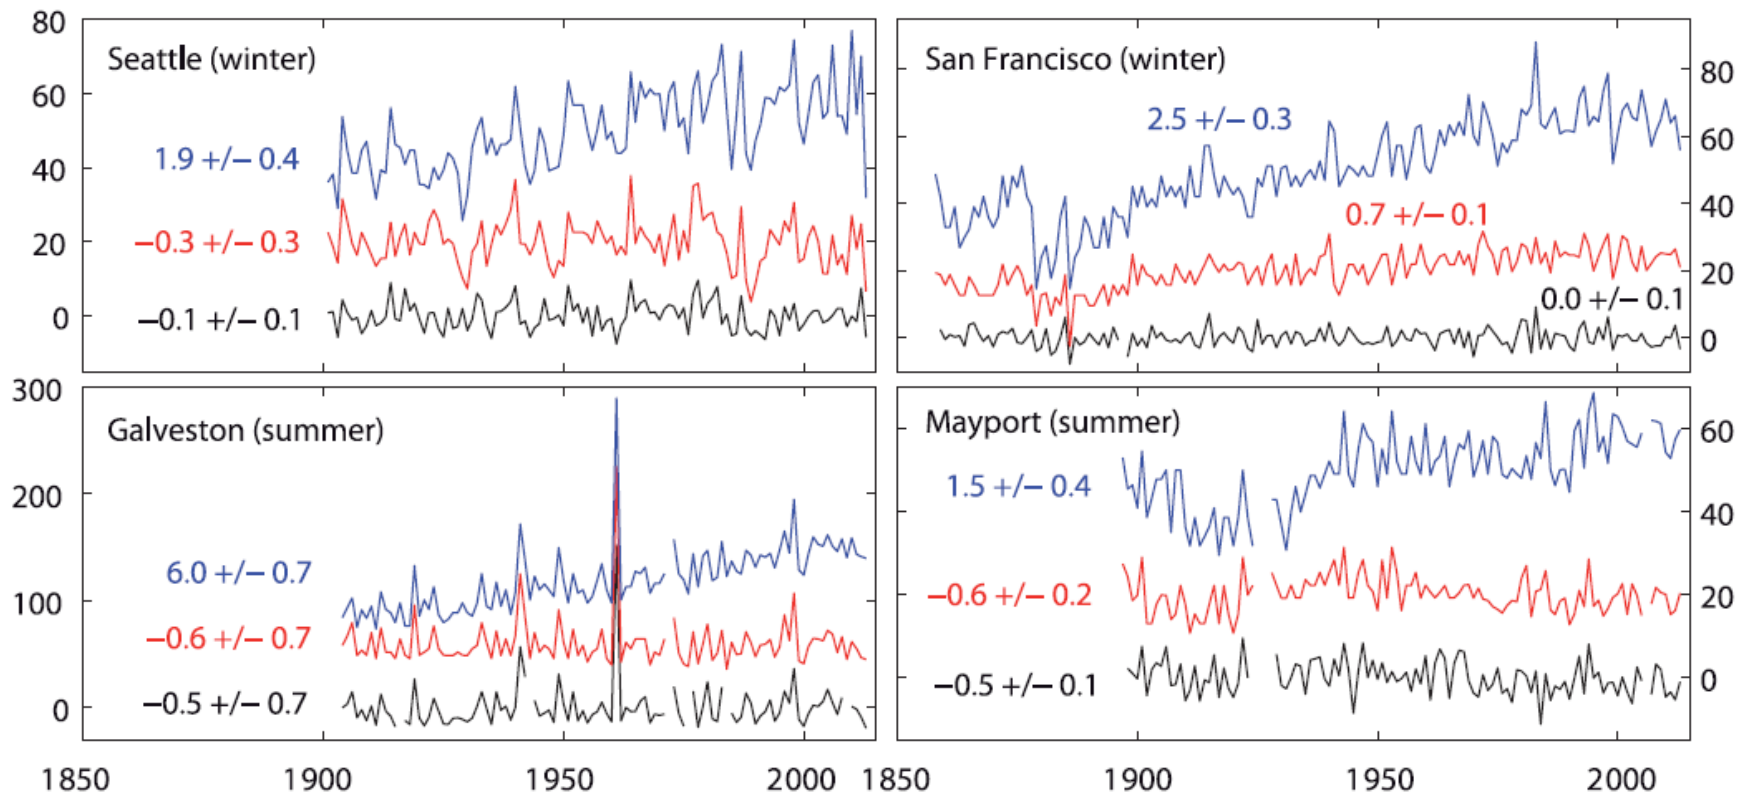 80
60
40
20
0
Seattle (winter)
1.9 +/− 0.4
−0.3 +/− 0.3
−0.1 +/− 0.1
San Francisco (winter)
2.5 +/− 0.3
0.7 +/− 0.1
0.0 +/− 0.1
80
60
40
20
0
300
200
100
0
Galveston (summer)
6.0 +/− 0.7
−0.6 +/− 0.7
−0.5 +/− 0.7
Mayport (summer)
1.5 +/− 0.4
−0.6 +/− 0.2
−0.5 +/− 0.1
60
40
20
0
1850 1900 1950 2000 1850 1900 1950 2000